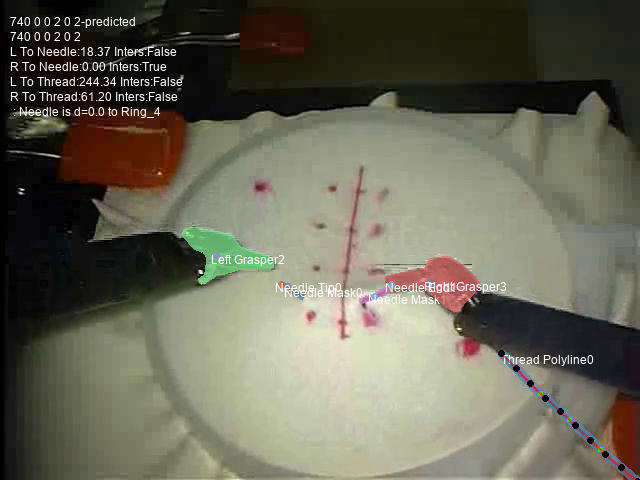 740 0 0 2 0 2-predicted
740 0 0 2 0 2
L To Needle:18.37 Inters:False
R To Needle:0.00 Inters:True
L To Thread:244.34 Inters:False
R To Thread:61.20 Inters:False
: Needle is d=0.0 to Ring_4
Left Grasper2
Needle Tip0
Needle Mask0
Right Grasper3
Needle Mask
Thread Polyline0